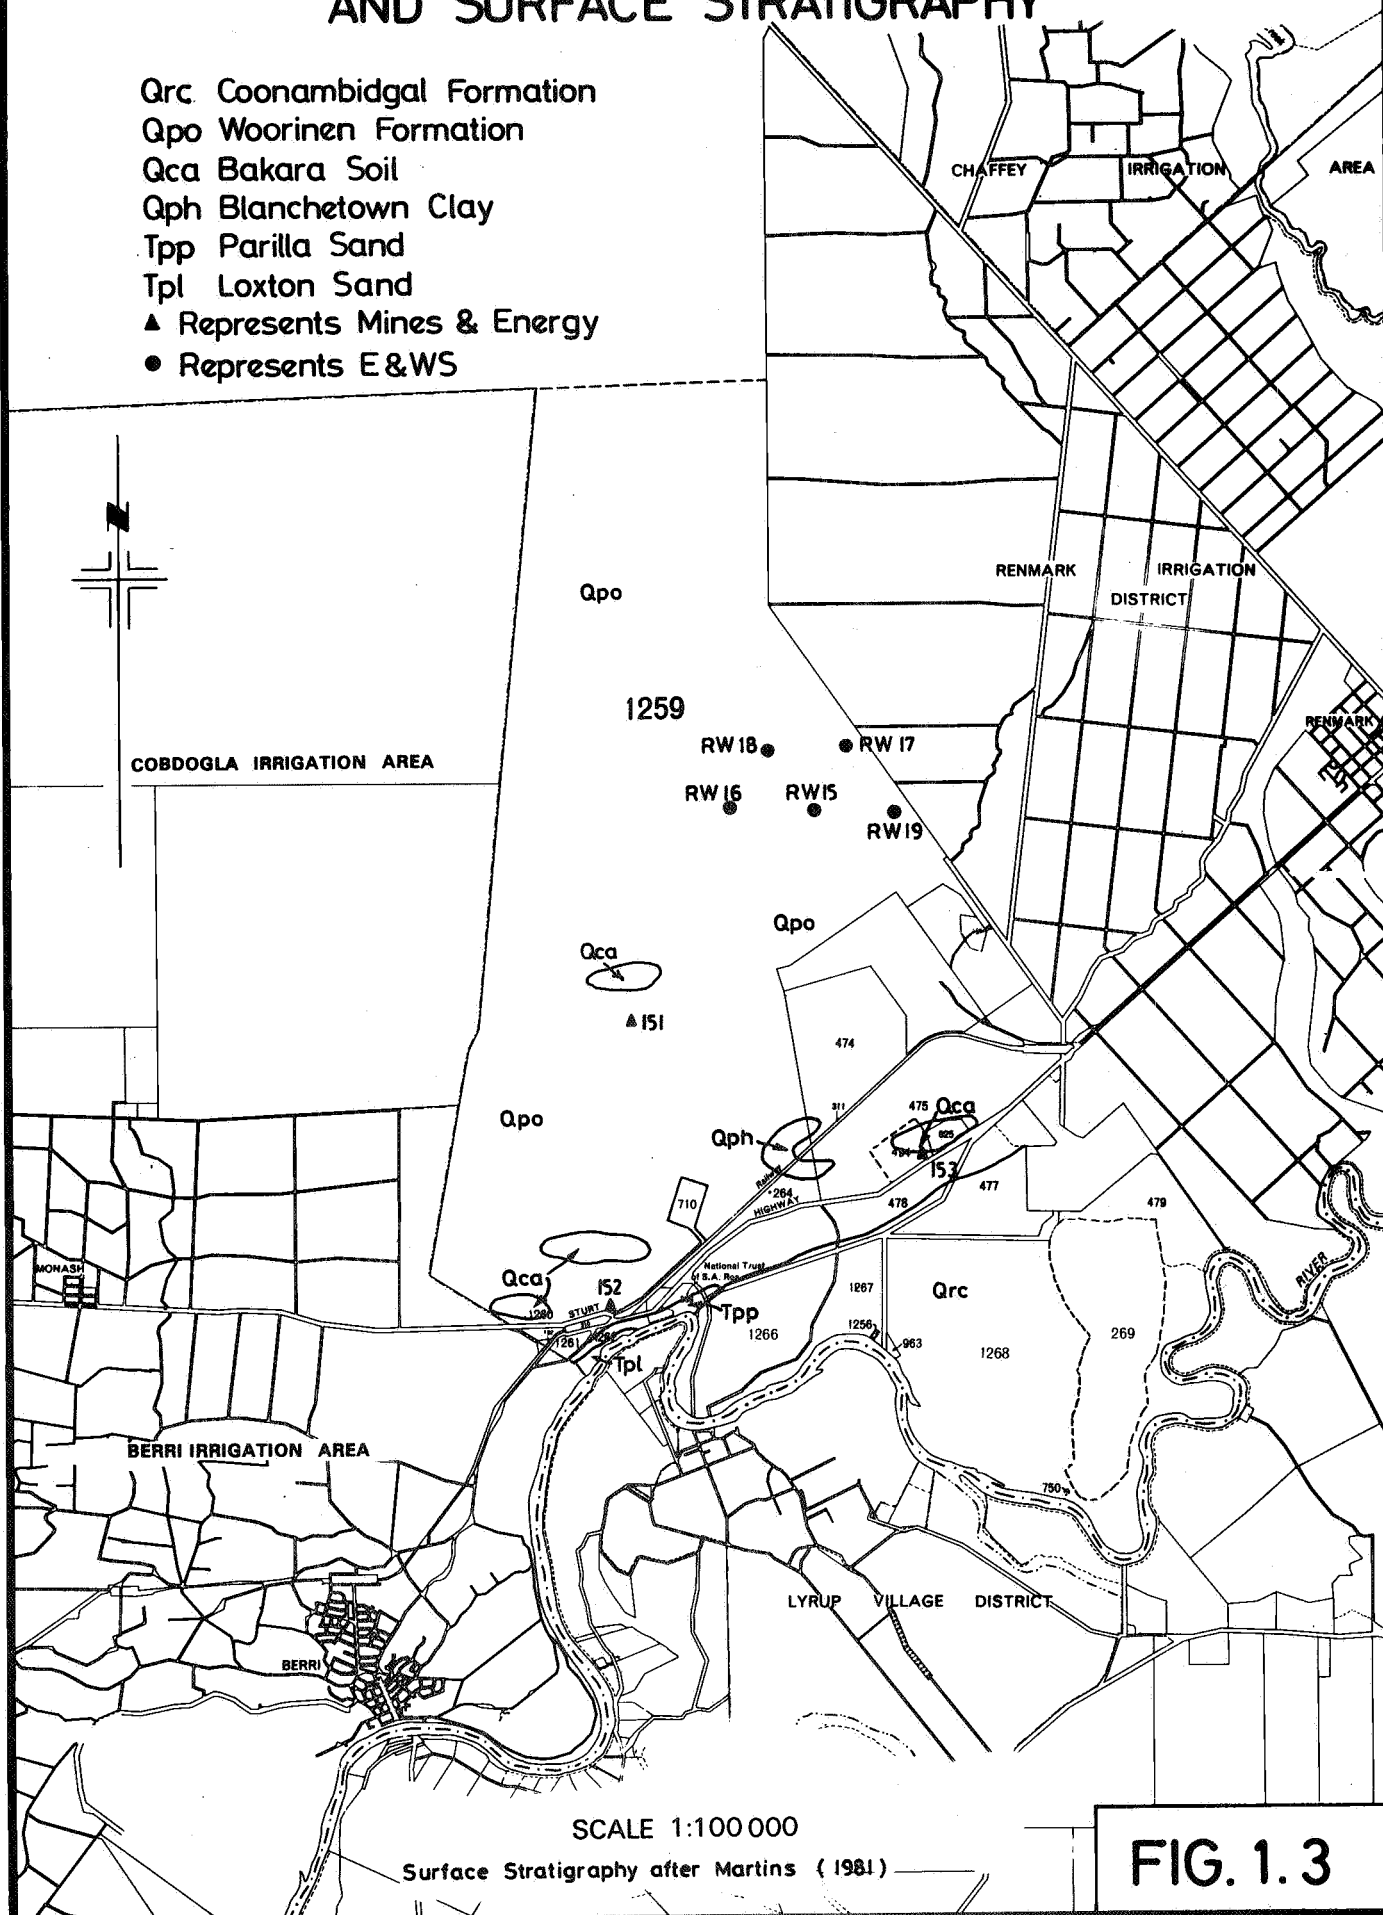 AND SURFACE STRATIGRAPHY
Qrc Coonambidgal Formation
Qpo Woorinen Formation
Qca Bakara Soil
Qph Blanchetown Clay
Tpp Parilla Sand
Tpl Loxton Sand
▲ Represents Mines & Energy
● Represents E&WS
CHAFFEY IRRIGATION AREA
N
RENMARK IRRIGATION
DISTRICT
Qpo
1259
RENMARK
RW 18
RW 17
COBDOGLA IRRIGATION AREA
RW 16
RW 15
RW 19
Qpo
Qca
151
474
311
475
Qca
Qpo
825
Qph
153
Railway
264
HIGHWAY
477
478
479
710
MONASH
National Trust
of S.A. Res
RIVER
Qca
152
STURT
1267
Qrc
Tpp
1266
1256
963
1268
269
1261
Tpl
BERRI IRRIGATION AREA
750
LYRUP VILLAGE DISTRICT
BERRI
SCALE 1:100 000
Surface Stratigraphy after Martins (1981)
FIG. 1. 3